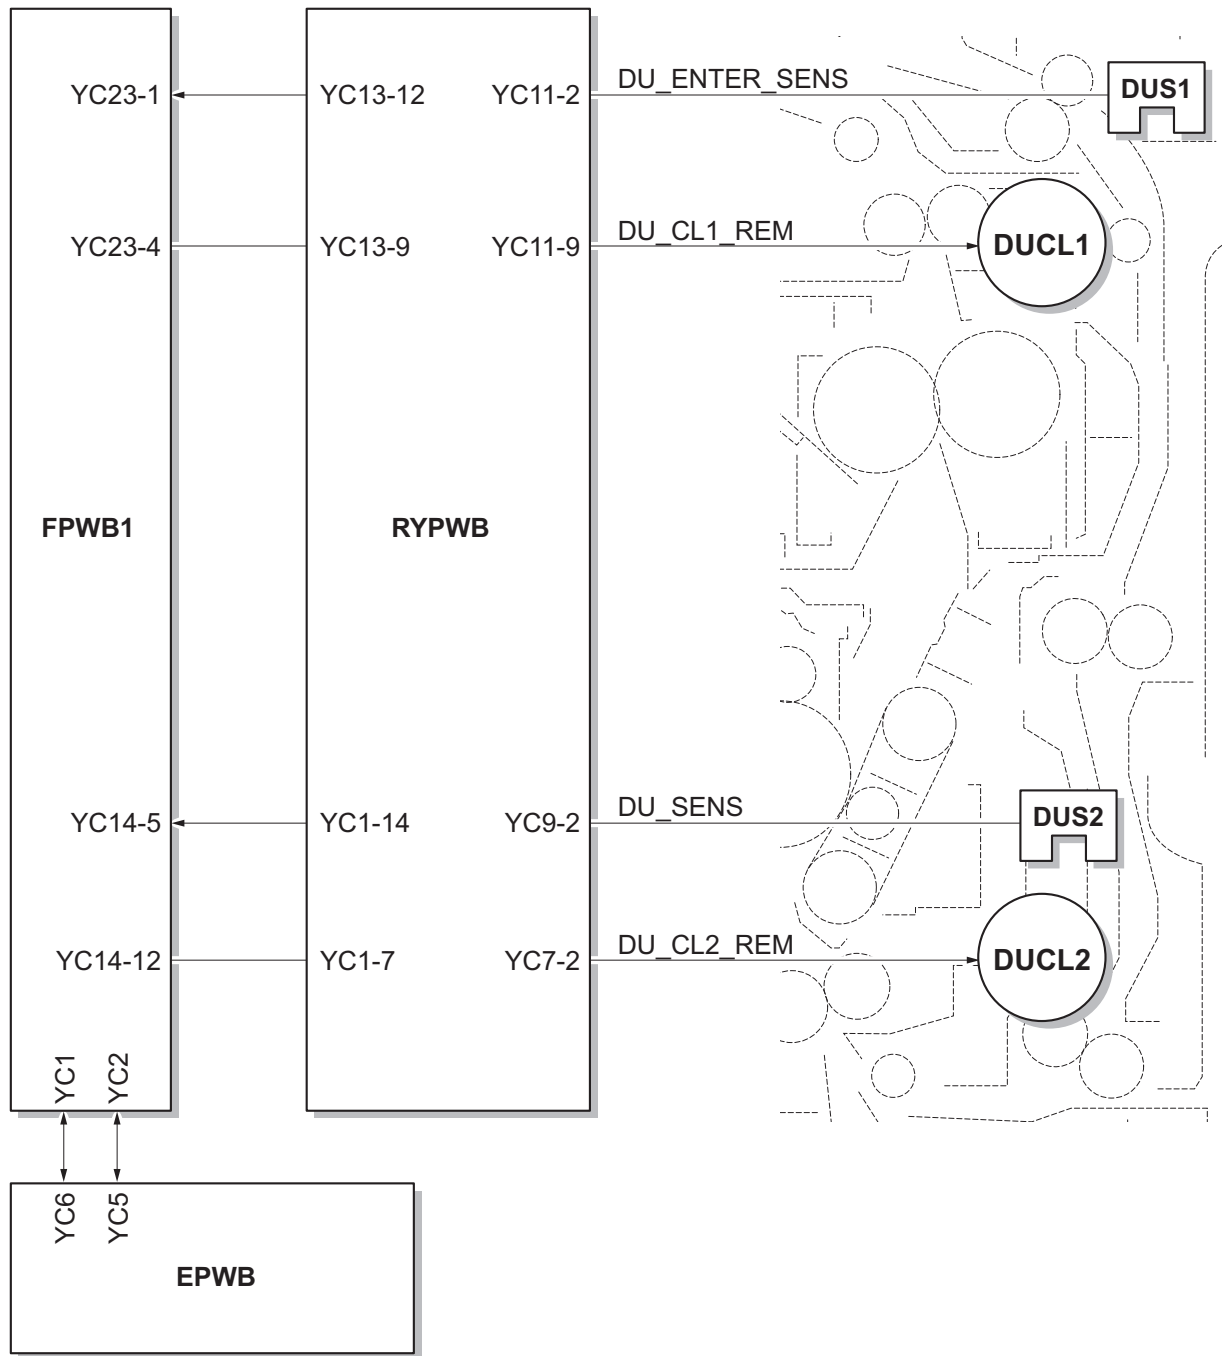 YC23-1 YC13-12 YC11-2 DU_ENTER_SENS DUS1
YC23-4 YC13-9 YC11-9 DU_CL1_REM DUCL1
FPWB1 RYPWB
YC14-5 YC1-14 YC9-2 DU_SENS DUS2
YC14-12 YC1-7 YC7-2 DU_CL2_REM DUCL2
YC1 YC2
YC6 YC5
EPWB